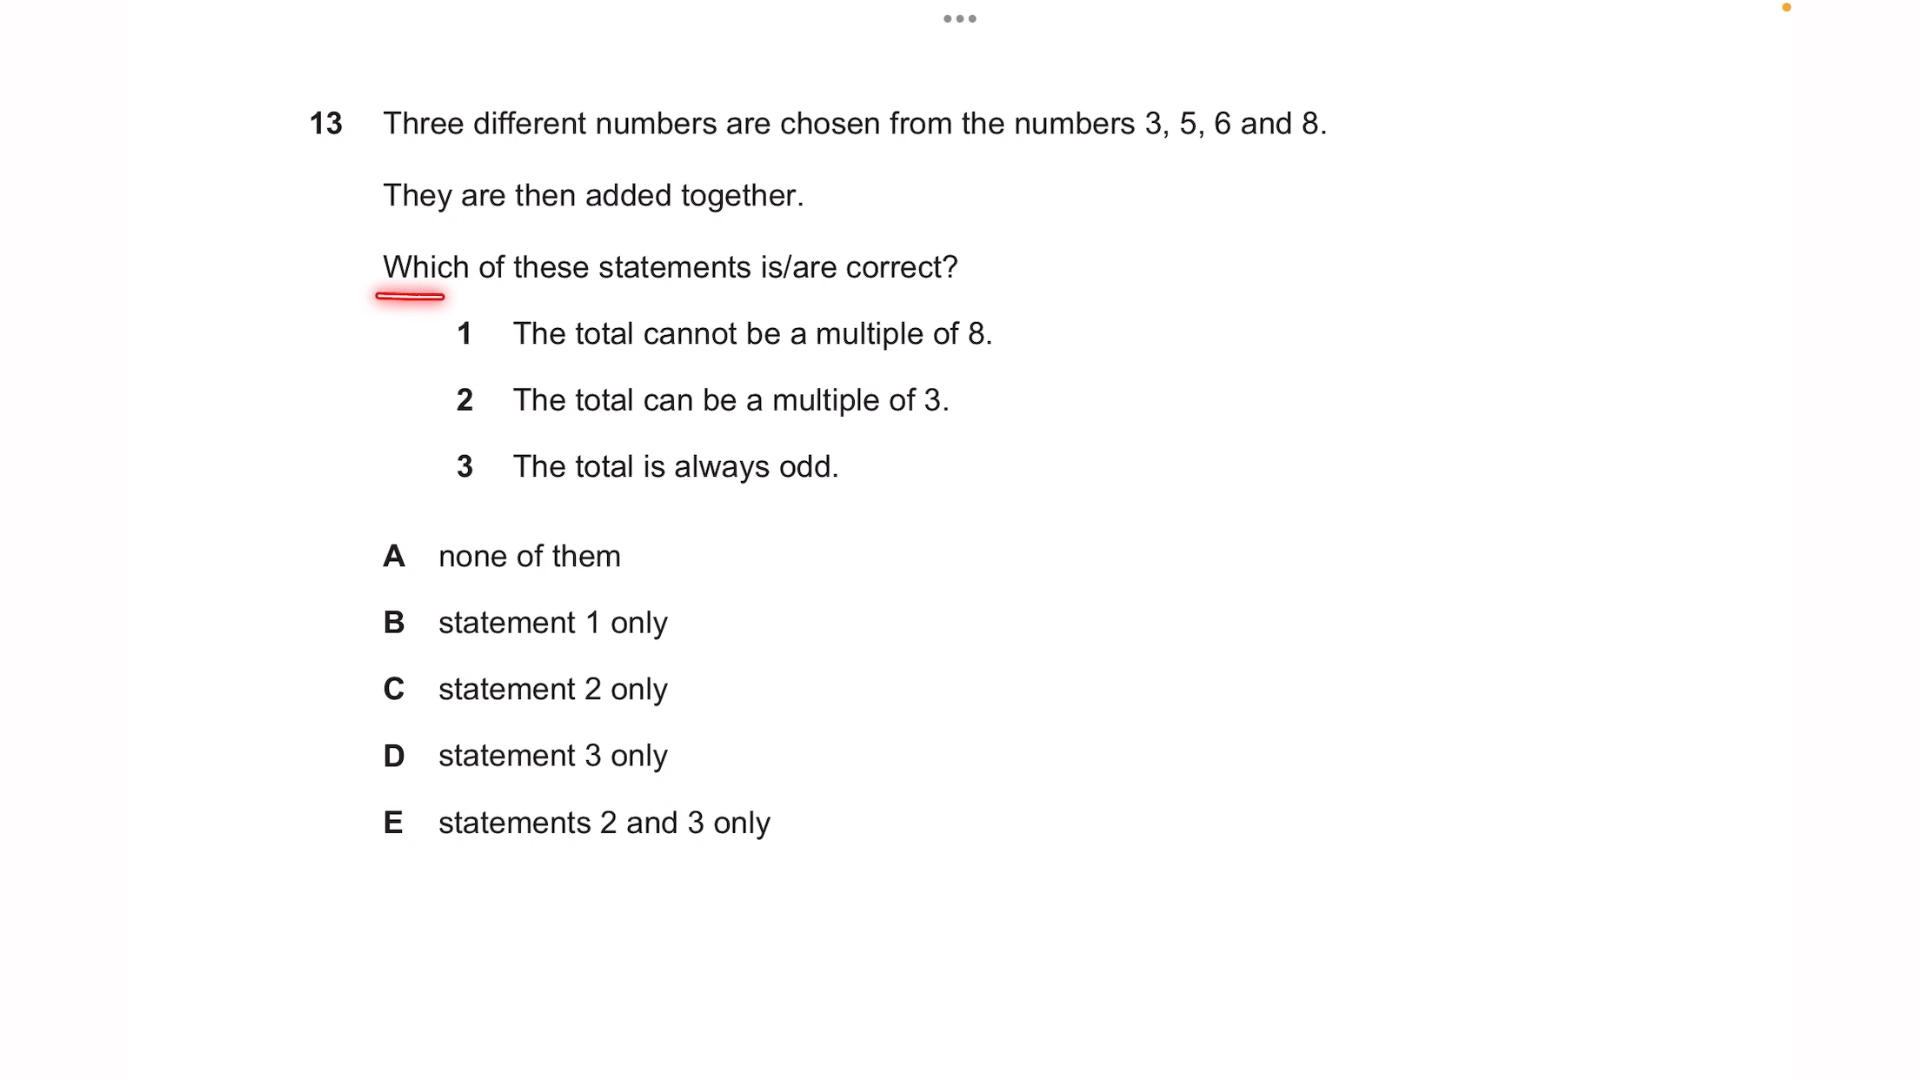 13 Three different numbers are chosen from the numbers 3, 5, 6 and 8.
They are then added together.
Which of these statements is/are correct?
1 The total cannot be a multiple of 8.
2 The total can be a multiple of 3.
3 The total is always odd.
A none of them
B statement 1 only
C statement 2 only
D statement 3 only
E statements 2 and 3 only